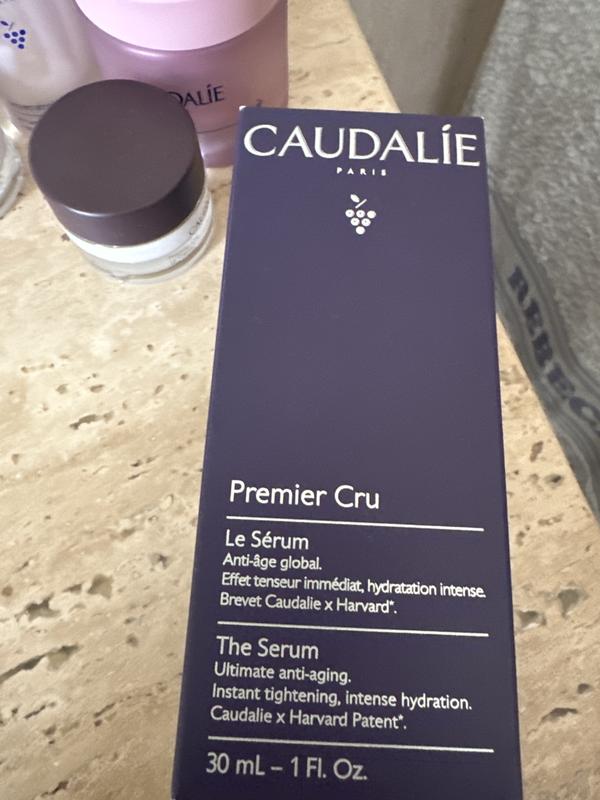 CAUDALÍE
PARIS
Premier Cru
Le Sérum
Anti-âge global.
Effet tenseur immédiat, hydratation intense.
Brevet Caudalie x Harvard*.
The Serum
Ultimate anti-aging.
Instant tightening, intense hydration.
Caudalie x Harvard Patent*.
30 mL – 1 Fl. Oz.